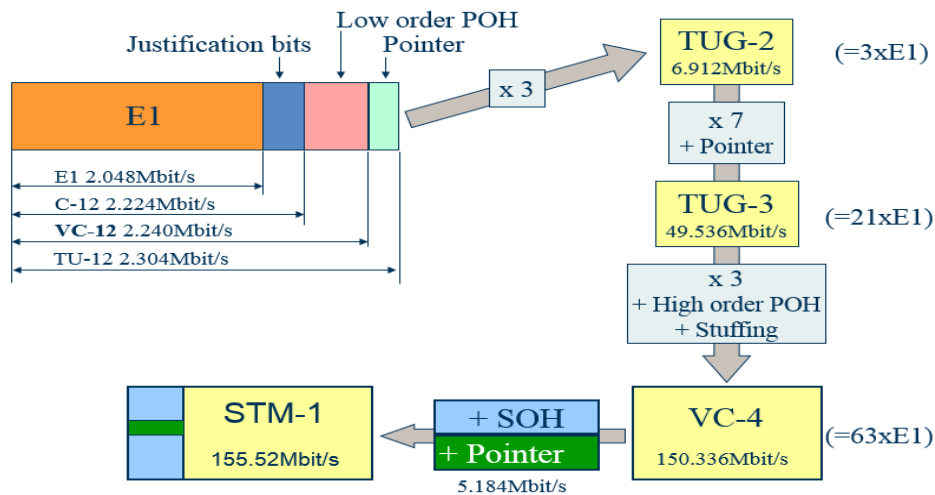 Low order POH
Justification bits
Pointer
E1
E1 2.048Mbit/s
C-12 2.224Mbit/s
VC-12 2.240Mbit/s
TU-12 2.304Mbit/s
x 3
TUG-2
6.912Mbit/s
(=3xE1)
x 7
+ Pointer
TUG-3
49.536Mbit/s
(=21xE1)
x 3
+ High order POH
+ Stuffing
STM-1
155.52Mbit/s
+ SOH
+ Pointer
5.184Mbit/s
VC-4
150.336Mbit/s
(=63xE1)